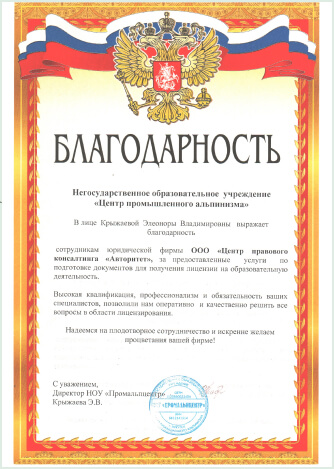 БЛАГОДАРНОСТЬ
Негосударственное образовательное учреждение
«Центр промышленного альпинизма»
В лице Крыжаевой Элеоноры Владимировны выражает
благодарность
сотрудникам юридической фирмы ООО «Центр правового
консалтинга «Авторитет», за предоставленные услуги по
подготовке документов для получения лицензии на образовательную
деятельность.
Высокая квалификация, профессионализм и обязательность ваших
специалистов, позволили нам оперативно и качественно решить все
вопросы в области лицензирования.
Надеемся на плодотворное сотрудничество и искренне желаем
процветания вашей фирме!
С уважением,
Директор НОУ «Промальпцентр»
Крыжаева Э.В.